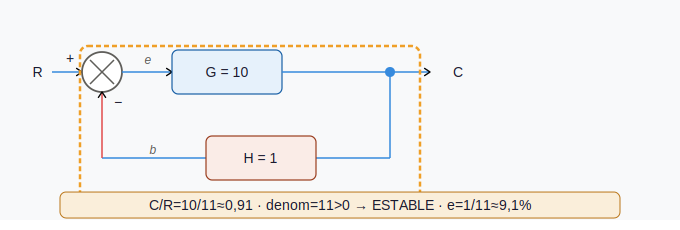 +
e
R
G = 10
C
−
b
H = 1
C/R=10/11≈0,91 · denom=11>0 → ESTABLE · e=1/11≈9,1%